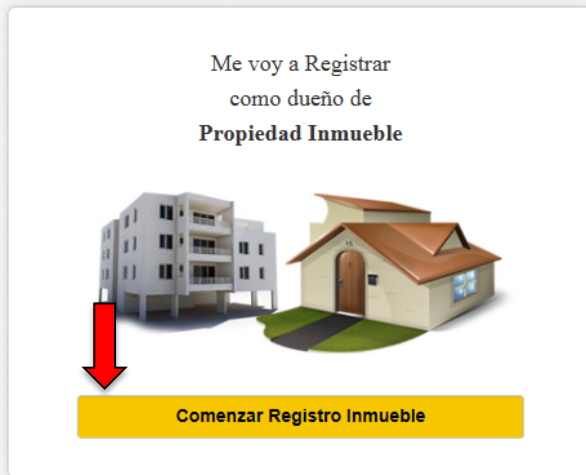 Me voy a Registrar
como dueño de
Propiedad Inmueble
Comenzar Registro Inmueble